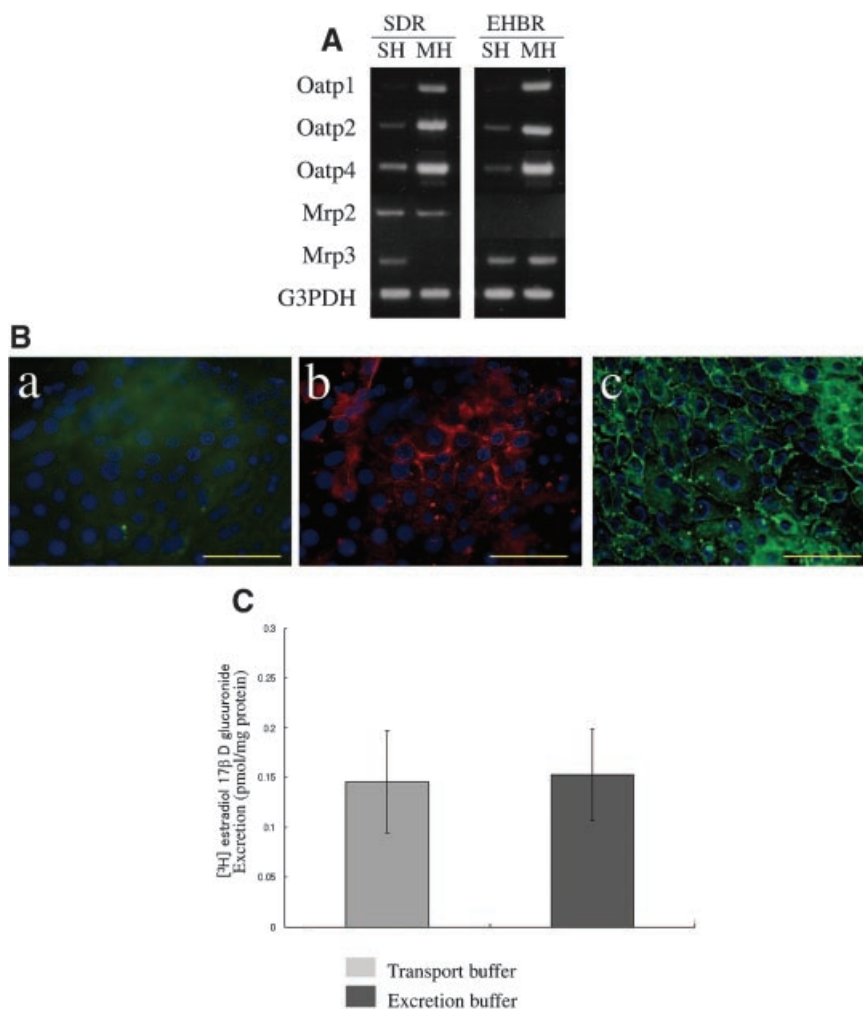 A
SDR EHBR
SH MH SH MH
Oatp1
Oatp2
Oatp4
Mrp2
Mrp3
G3PDH
B
a b c
C
[³H] estradiol 17β D glucuronide
Excretion (pmol/mg protein)
0.3
0.25
0.2
0.15
0.1
0.05
0
Transport buffer
Excretion buffer